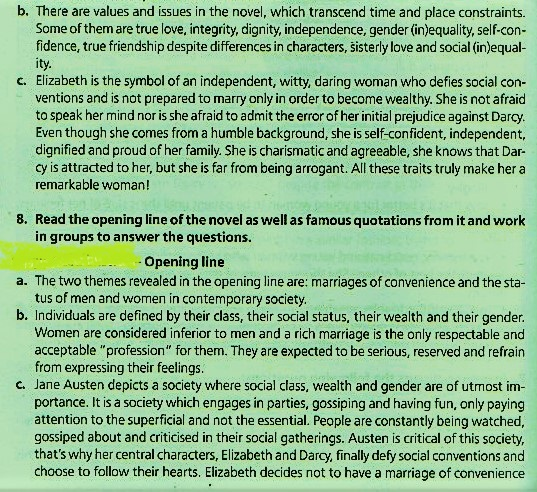 b. There are values and issues in the novel, which transcend time and place constraints.
Some of them are true love, integrity, dignity, independence, gender (in)equality, self-con-
fidence, true friendship despite differences in characters, sisterly love and social (in)equal-
ity.
c. Elizabeth is the symbol of an independent, witty, daring woman who defies social con-
ventions and is not prepared to marry only in order to become wealthy. She is not afraid
to speak her mind nor is she afraid to admit the error of her initial prejudice against Darcy.
Even though she comes from a humble background, she is self-confident, independent,
dignified and proud of her family. She is charismatic and agreeable, she knows that Dar-
cy is attracted to her, but she is far from being arrogant. All these traits truly make her a
remarkable woman!
8. Read the opening line of the novel as well as famous quotations from it and work
in groups to answer the questions.
- Opening line
a. The two themes revealed in the opening line are: marriages of convenience and the sta-
tus of men and women in contemporary society.
b. Individuals are defined by their class, their social status, their wealth and their gender.
Women are considered inferior to men and a rich marriage is the only respectable and
acceptable "profession" for them. They are expected to be serious, reserved and refrain
from expressing their feelings.
c. Jane Austen depicts a society where social class, wealth and gender are of utmost im-
portance. It is a society which engages in parties, gossiping and having fun, only paying
attention to the superficial and not the essential. People are constantly being watched,
gossiped about and criticised in their social gatherings. Austen is critical of this society,
that's why her central characters, Elizabeth and Darcy, finally defy social conventions and
choose to follow their hearts. Elizabeth decides not to have a marriage of convenience